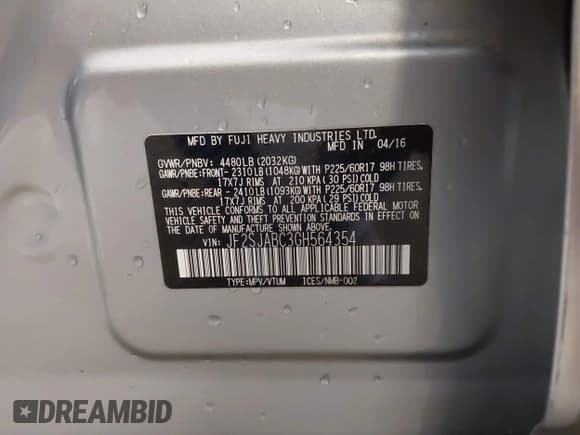 MFD BY FUJI HEAVY INDUSTRIES LTD.
MFD IN 04/16
GVWR/PNBV: 4480LB(2032KG)
GAWR/PNBE:FRONT- 2310LB(1048KG)WITH P225/60R17 98H TIRES,
17X7J RIMS AT 210 KPA(30 PSI)COLD
GAWR/PNBE:REAR - 2410LB(1093KG)WITH P225/60R17 98H TIRES,
17X7J RIMS AT 200 KPA(29 PSI)COLD
THIS VEHICLE CONFORMS TO ALL APPLICABLE FEDERAL MOTOR
VEHICLE SAFETY AND THEFT PREVENTION STANDARDS IN EFFECT ON
THE DATE OF MANUFACTURE SHOWN ABOVE.
VIN: JF2SJABC3GH564354
TYPE:MPV/VTUM ICES/NMB-002
DREAMBID